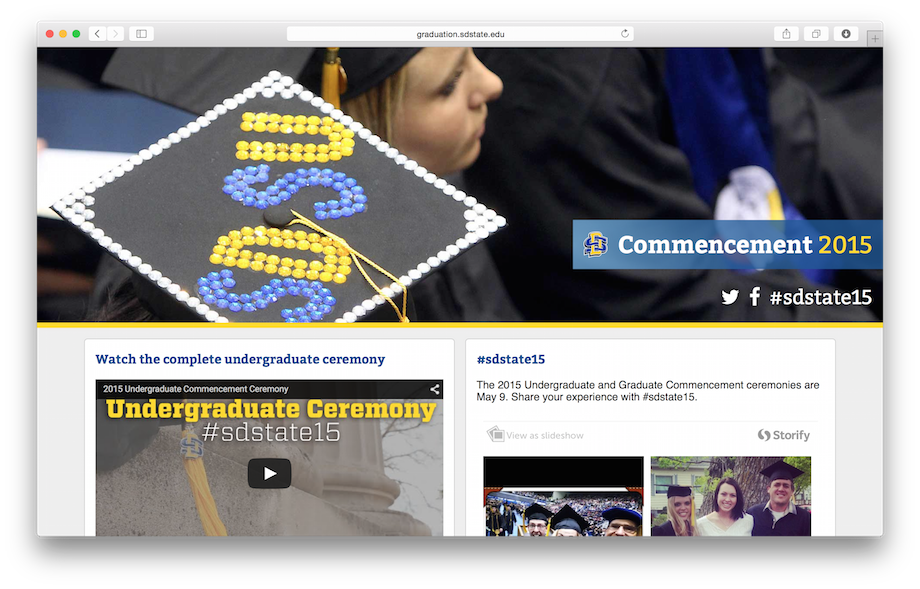 graduation.sdstate.edu
SDSU
Commencement 2015
#sdstate15
Watch the complete undergraduate ceremony
2015 Undergraduate Commencement Ceremony
Undergraduate Ceremony
#sdstate15
#sdstate15
The 2015 Undergraduate and Graduate Commencement ceremonies are
May 9. Share your experience with #sdstate15.
View as slideshow
Storify